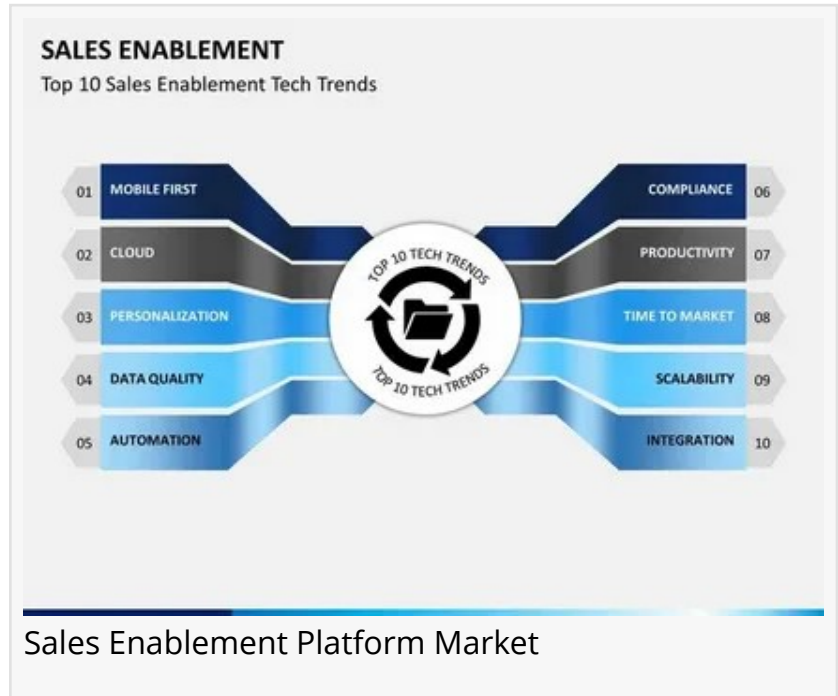 SALES ENABLEMENT
Top 10 Sales Enablement Tech Trends
01 MOBILE FIRST
02 CLOUD
03 PERSONALIZATION
04 DATA QUALITY
05 AUTOMATION
TOP 10 TECH TRENDS
TOP 10 TECH TRENDS
COMPLIANCE 06
PRODUCTIVITY 07
TIME TO MARKET 08
SCALABILITY 09
INTEGRATION 10
Sales Enablement Platform Market